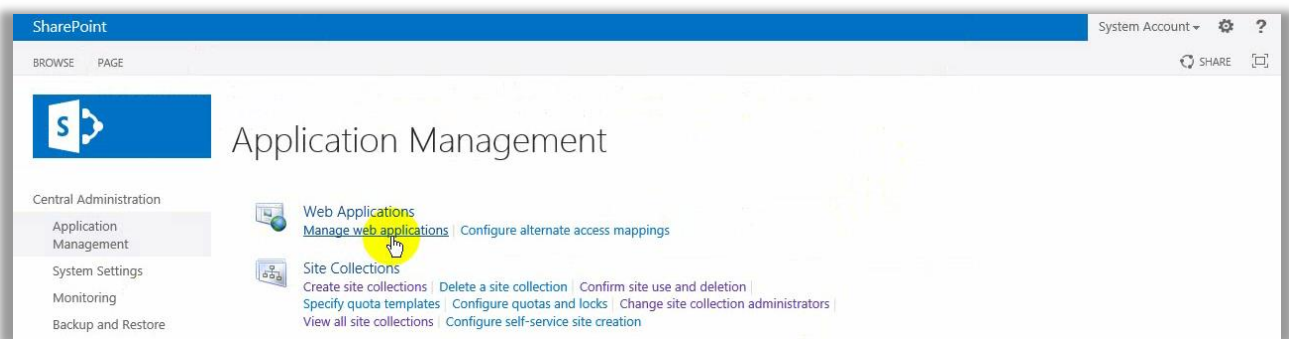 SharePoint
System Account
?
BROWSE PAGE
SHARE
S
Application Management
Central Administration
Application
Management
System Settings
Monitoring
Backup and Restore
Web Applications
Manage web applications | Configure alternate access mappings
Site Collections
Create site collections | Delete a site collection | Confirm site use and deletion |
Specify quota templates | Configure quotas and locks | Change site collection administrators |
View all site collections | Configure self-service site creation